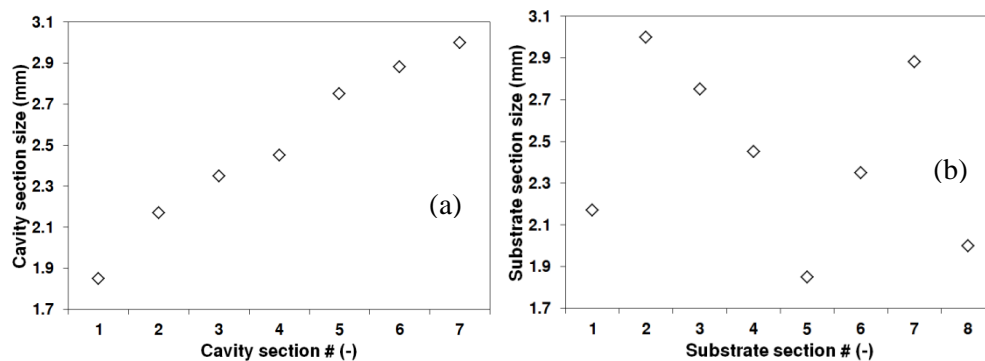 3.1
2.9
2.7
2.5
2.3
2.1
1.9
1.7
Cavity section size (mm)
(a)
1 2 3 4 5 6 7
Cavity section # (-)
3.1
2.9
2.7
2.5
2.3
2.1
1.9
1.7
Substrate section size (mm)
(b)
1 2 3 4 5 6 7 8
Substrate section # (-)